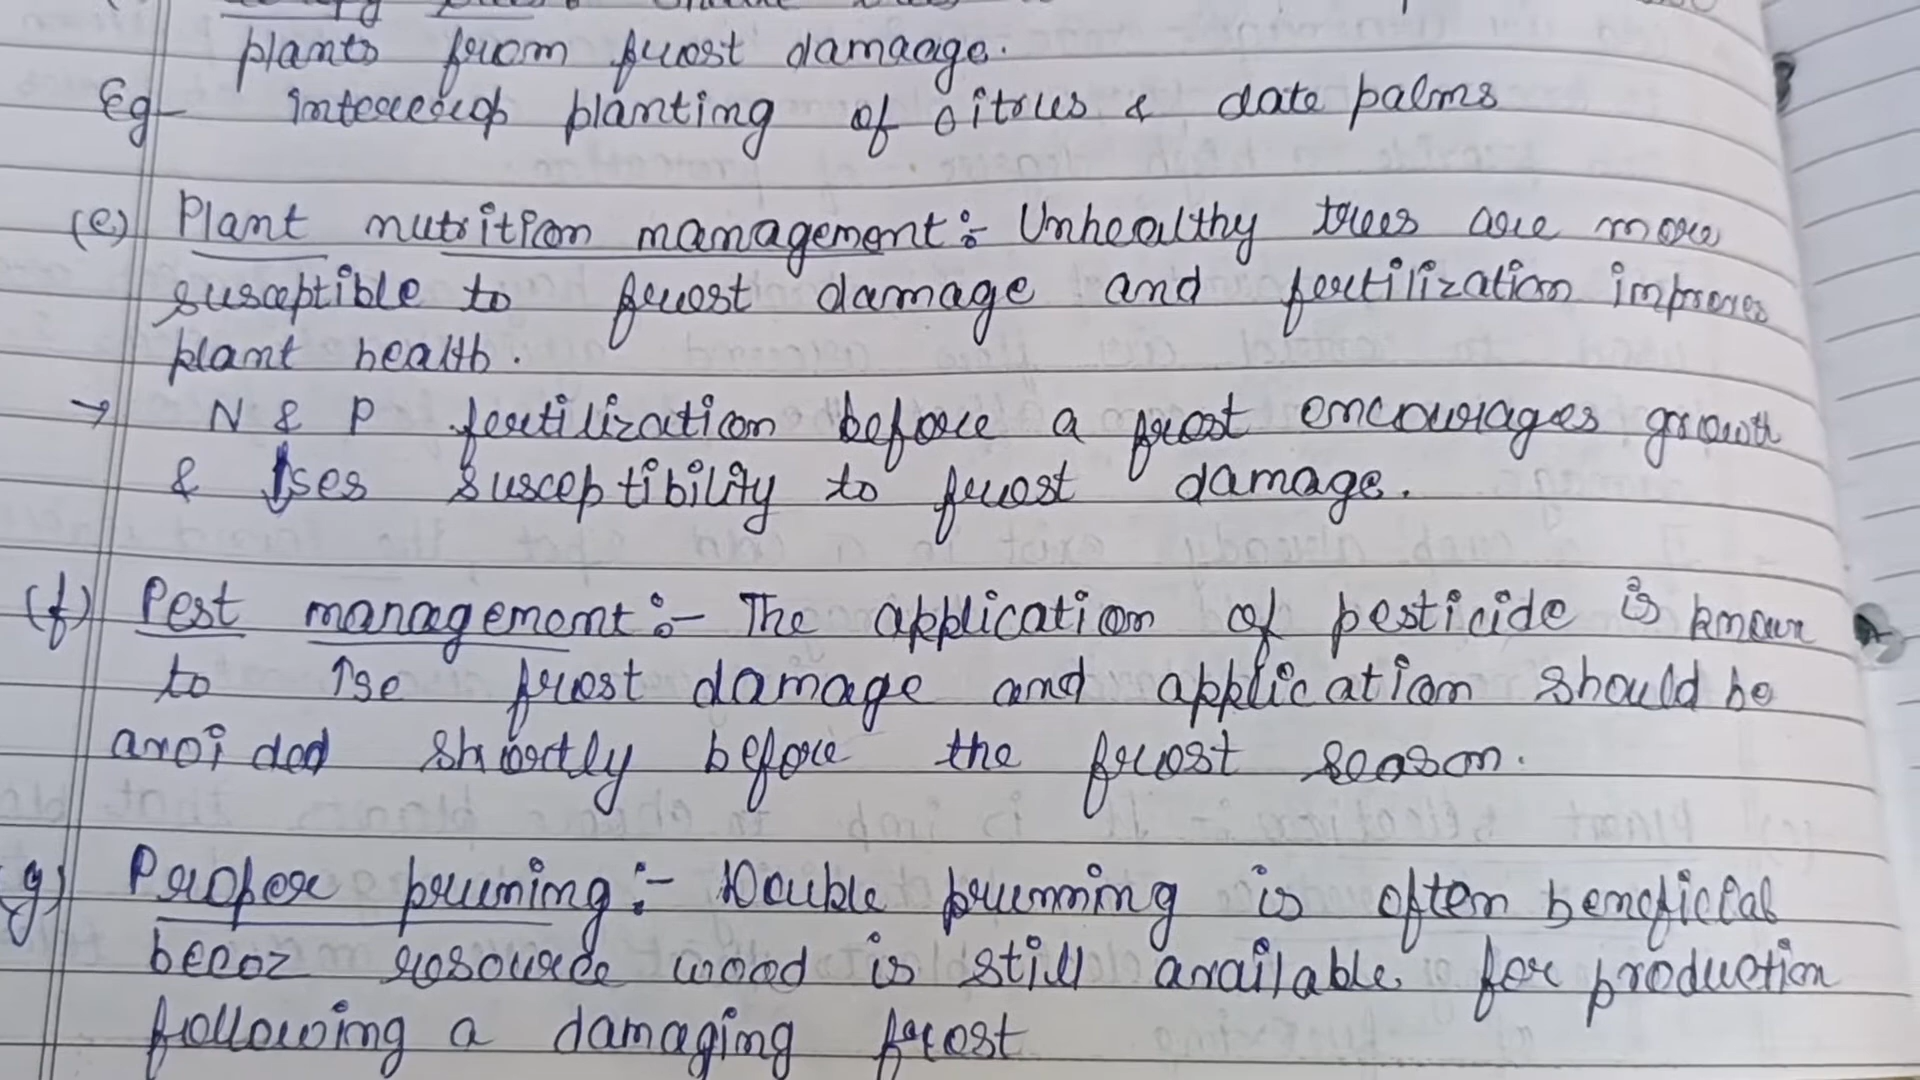 plants from frost damaage.
Eg- intercrop planting of citrus & date palms
(e) Plant nutrition management :- Unhealthy trees are more
susceptible to frost damage and fertilization improves
plant health.
→ N & P fertilization before a frost encourages growth
& ↑ses susceptibility to frost damage.
(f) Pest management :- The application of pesticide is known
to ↑se frost damage and application should be
avoided shortly before the frost season.
g) Proper pruning :- Double prunning is often beneficial
becoz resource wood is still available for production
following a damaging frost